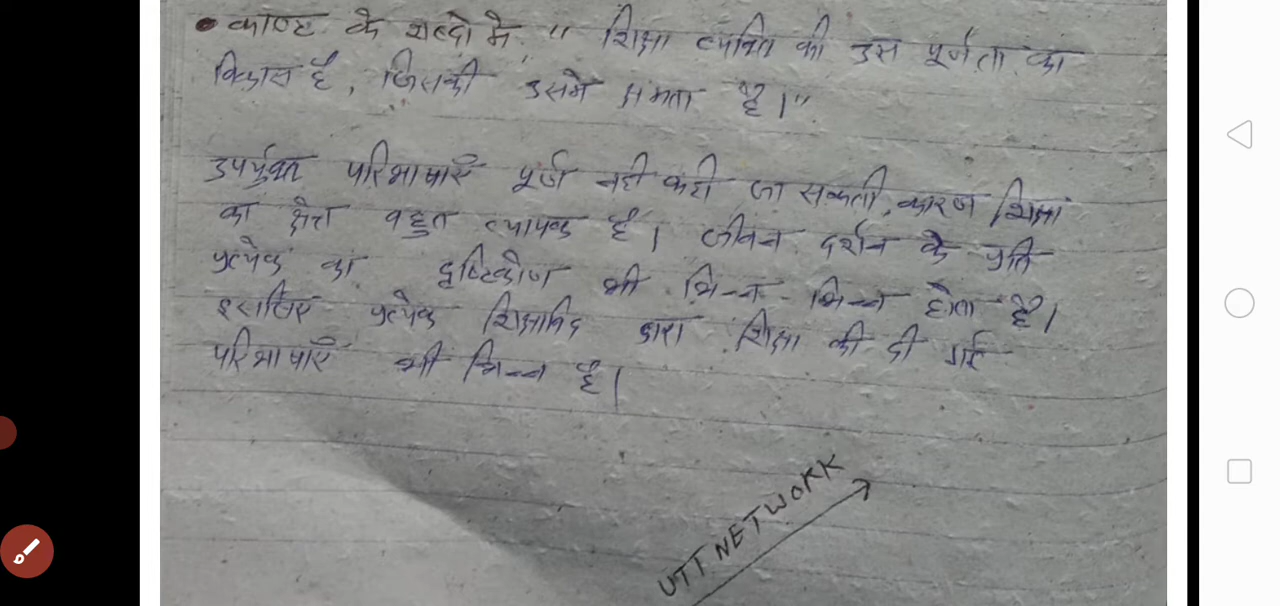 • काण्ट के शब्दो मे " शिक्षा व्यक्ति की उस पूर्णता का
विकास है, जिसकी उसमे क्षमता है।"
उपर्युक्त परिभाषाएँ पूर्ण नही कही जा सकती, कारण शिक्षा
का क्षेत्र बहुत व्यापक है। जीवन दर्शन के प्रति
प्रत्येक का दृष्टिकोण भी भिन्न-भिन्न होता है।
इसलिए प्रत्येक शिक्षाविद द्वारा शिक्षा की दी गई
परिभाषाएँ भी भिन्न है।
UTT NETWORK